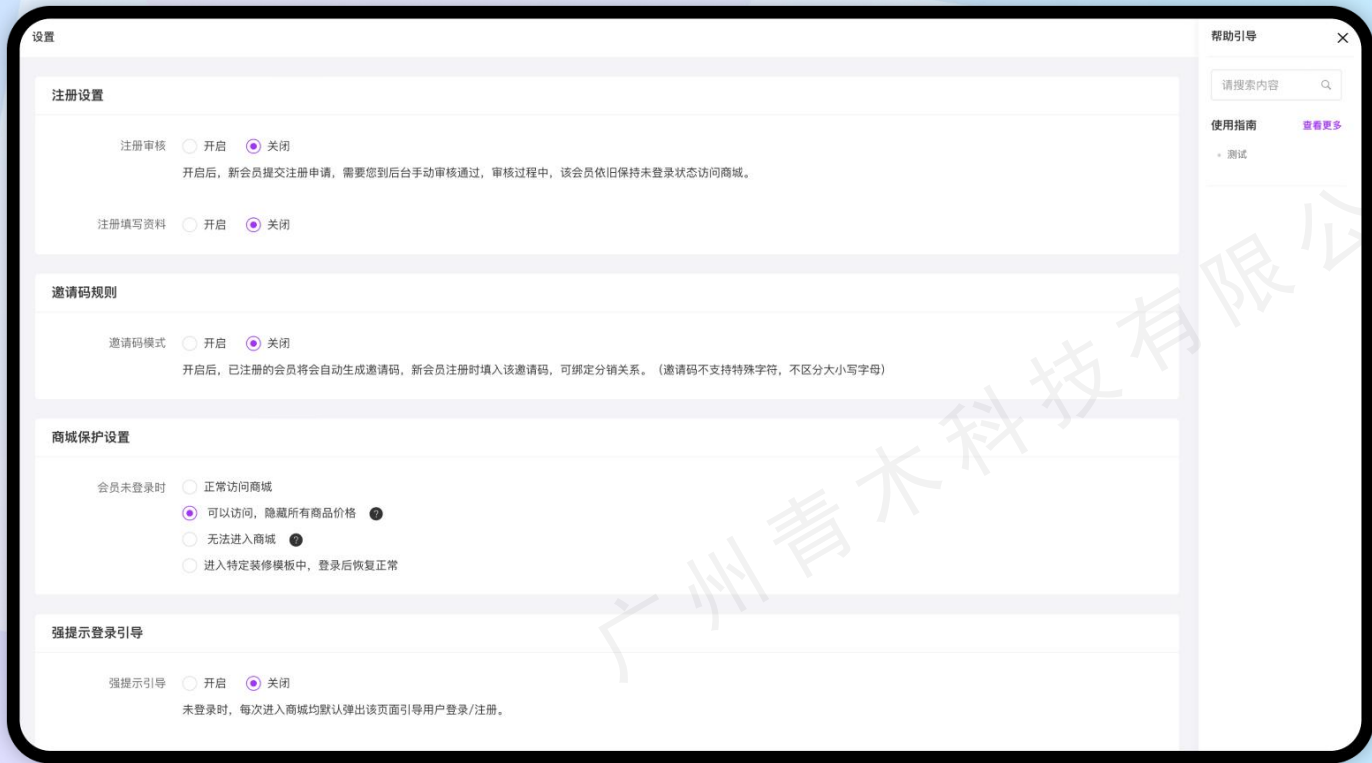 设置
注册设置
注册审核 开启 关闭
开启后，新会员提交注册申请，需要您到后台手动审核通过，审核过程中，该会员依旧保持未登录状态访问商城。
注册填写资料 开启 关闭
邀请码规则
邀请码模式 开启 关闭
开启后，已注册的会员将会自动生成邀请码，新会员注册时填入该邀请码，可绑定分销关系。（邀请码不支持特殊字符，不区分大小写字母）
商城保护设置
会员未登录时 正常访问商城
可以访问，隐藏所有商品价格 ?
无法进入商城 ?
进入特定装修模板中，登录后恢复正常
强提示登录引导
强提示引导 开启 关闭
未登录时，每次进入商城均默认弹出该页面引导用户登录/注册。
帮助引导
请搜索内容
使用指南 查看更多
测试
广州青木科技有限公